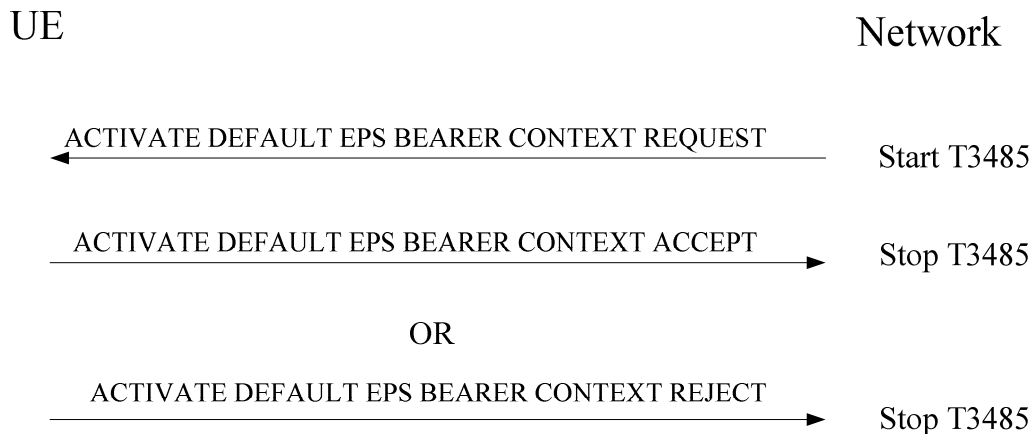 UE
Network
ACTIVATE DEFAULT EPS BEARER CONTEXT REQUEST
Start T3485
ACTIVATE DEFAULT EPS BEARER CONTEXT ACCEPT
Stop T3485
OR
ACTIVATE DEFAULT EPS BEARER CONTEXT REJECT
Stop T3485